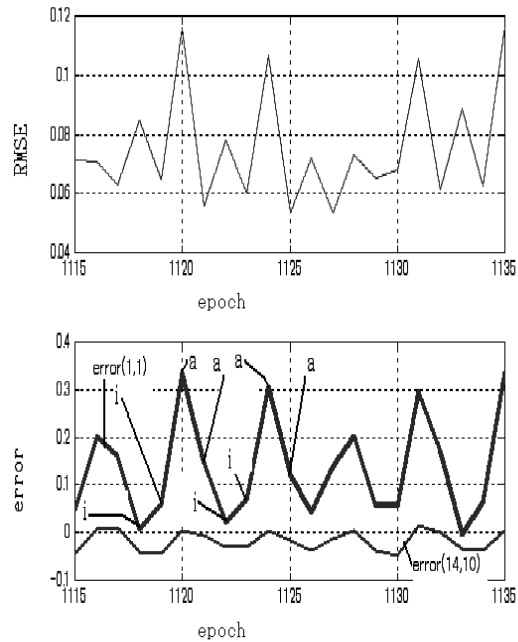 0.12
0.1
0.08
0.06
0.04
RMSE
1115 1120 1125 1130 1135
epoch
0.4
0.3
0.2
0.1
0
-0.1
error
error(1,1)
a a a a
i
i
i
i
error(14,10)
1115 1120 1125 1130 1135
epoch